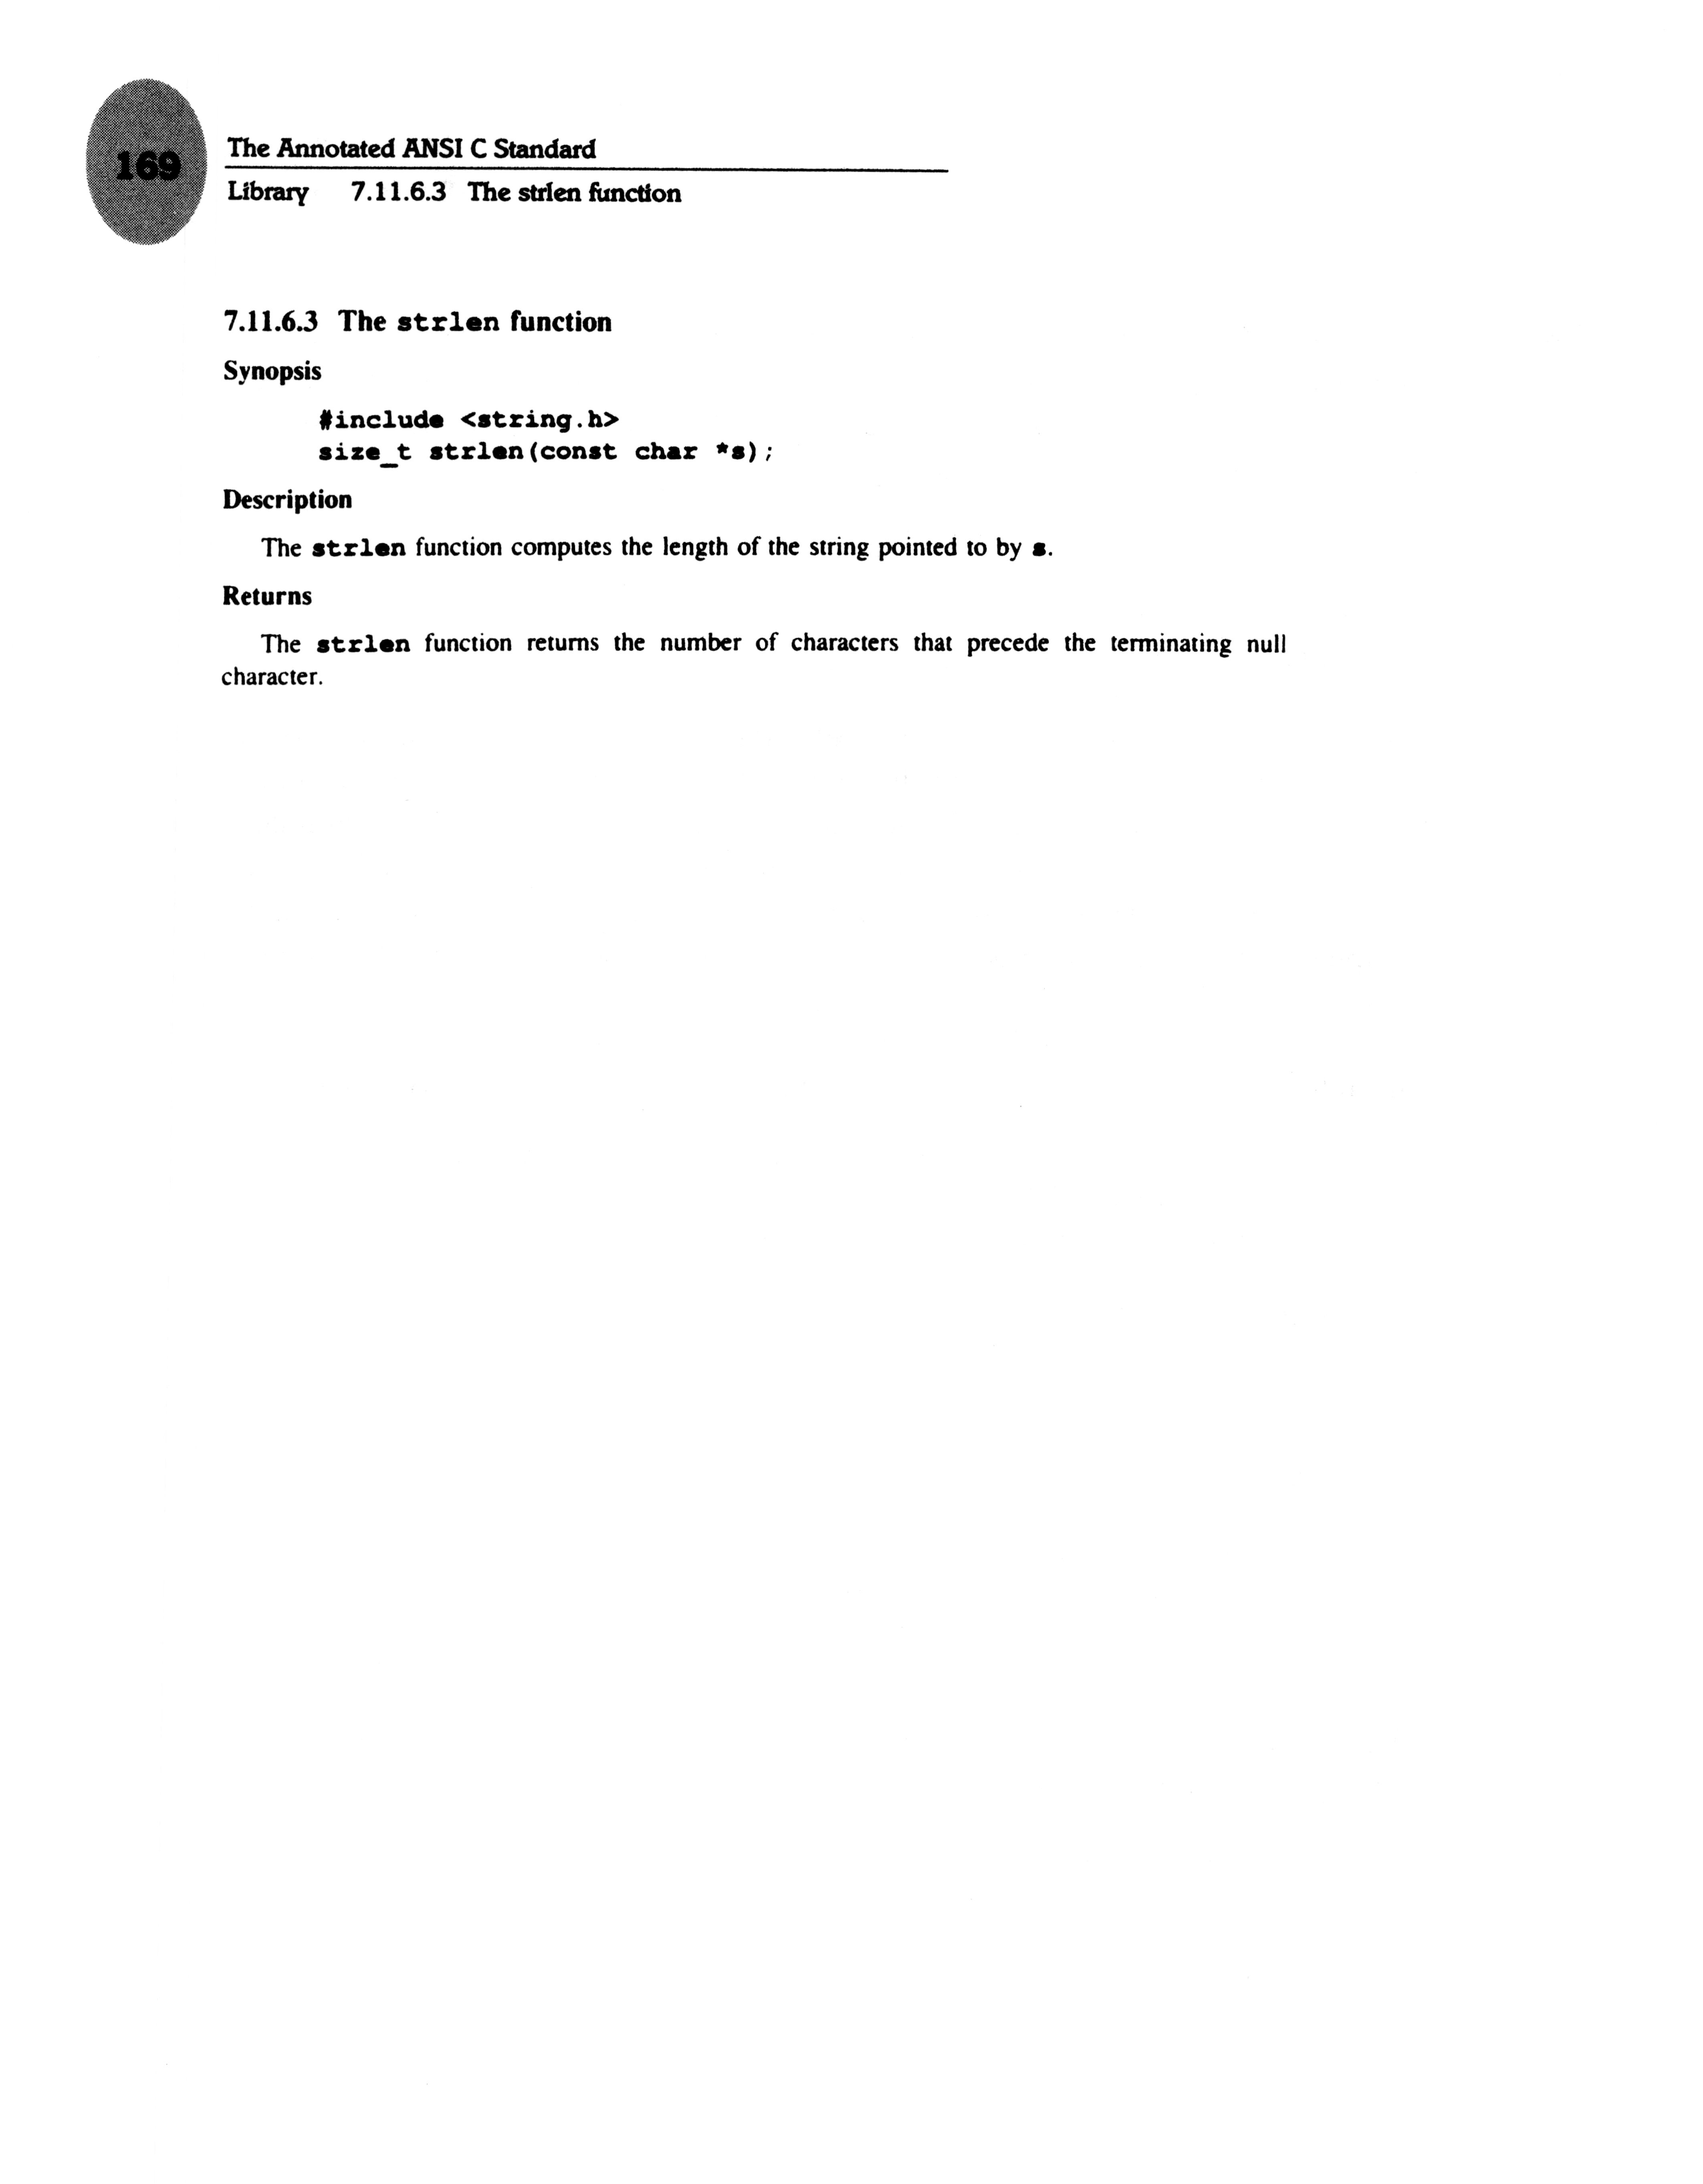 169
The Annotated ANSI C Standard
Library 7.11.6.3 The strlen function
7.11.6.3 The strlen function
Synopsis
#include <string.h>
size_t strlen(const char *s);
Description
The strlen function computes the length of the string pointed to by s.
Returns
The strlen function returns the number of characters that precede the terminating null
character.